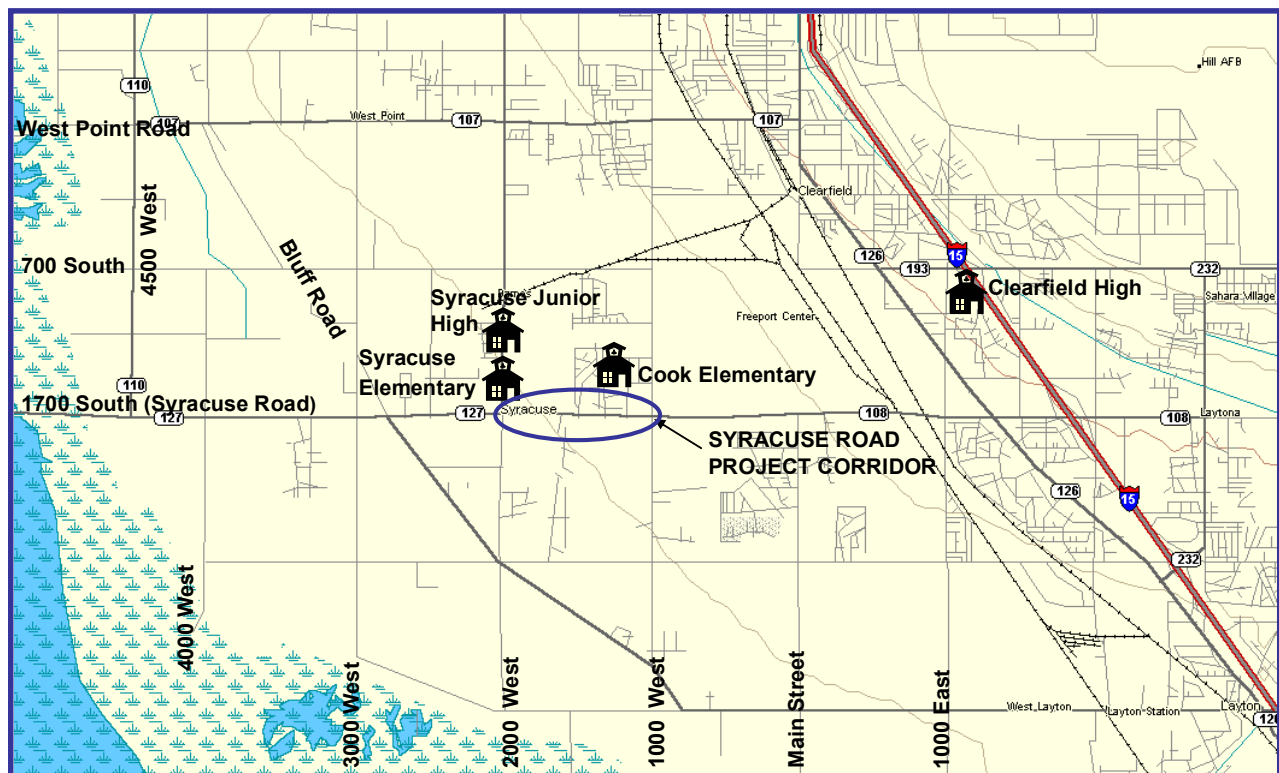 Hill AFB
110
West Point Road
107
West Point
107
107
4500 West
Clearfield
Bluff Road
700 South
126
15
193
232
Clearfield High
Sahara Village
Syracuse Junior
High
Freeport Center
Syracuse
Elementary
Cook Elementary
110
1700 South (Syracuse Road)
127
127
Syracuse
108
108
Laytona
SYRACUSE ROAD
PROJECT CORRIDOR
126
15
232
4000 West
3000 West
2000 West
1000 West
Main Street
1000 East
West Layton
Layton Station
Layton